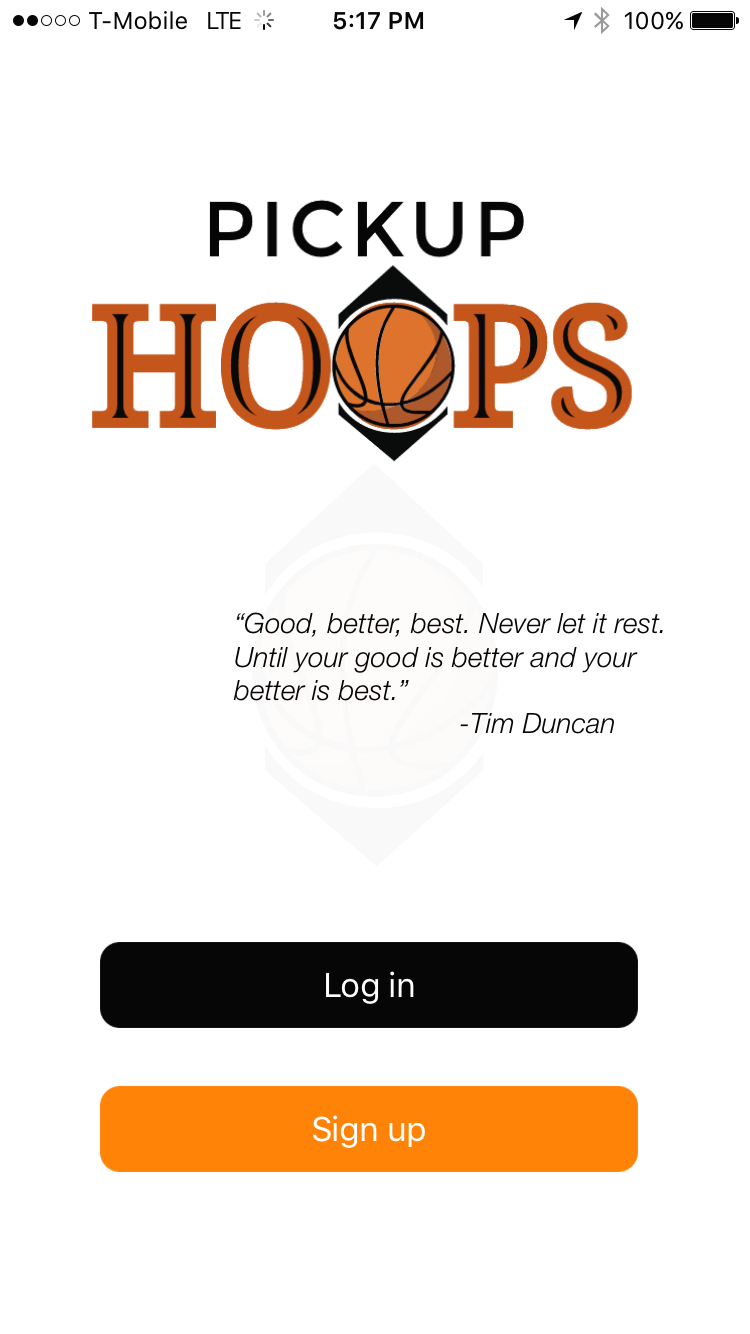 T-Mobile LTE 5:17 PM 100%
PICKUP
HOOPS
“Good, better, best. Never let it rest.
Until your good is better and your
better is best.”
-Tim Duncan
Log in
Sign up